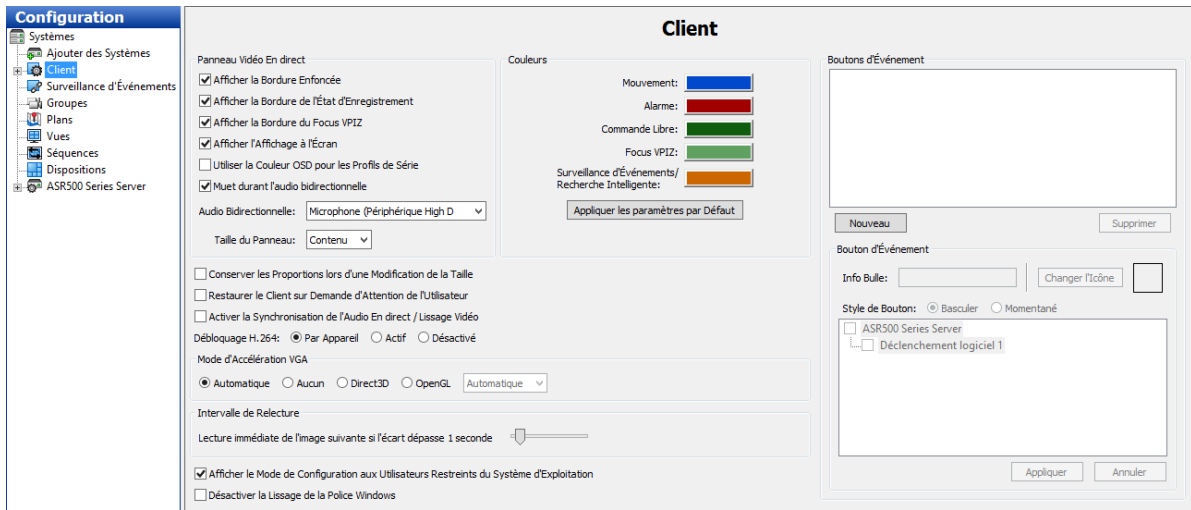 Configuration
Systèmes
Ajouter des Systèmes
Client
Surveillance d'Événements
Groupes
Plans
Vues
Séquences
Dispositions
ASR500 Series Server
Client
Panneau Vidéo En direct
Afficher la Bordure Enfoncée
Afficher la Bordure de l'État d'Enregistrement
Afficher la Bordure du Focus VPIZ
Afficher l'Affichage à l'Écran
Utiliser la Couleur OSD pour les Profils de Série
Muet durant l'audio bidirectionnelle
Audio Bidirectionnelle: Microphone (Périphérique High D
Taille du Panneau: Contenu
Couleurs
Mouvement:
Alarme:
Commande Libre:
Focus VPIZ:
Surveillance d'Événements/
Recherche Intelligente:
Appliquer les paramètres par Défaut
Conserver les Proportions lors d'une Modification de la Taille
Restaurer le Client sur Demande d'Attention de l'Utilisateur
Activer la Synchronisation de l'Audio En direct / Lissage Vidéo
Débloquage H.264: Par Appareil Actif Désactivé
Mode d'Accélération VGA
Automatique Aucun Direct3D OpenGL Automatique
Intervalle de Relecture
Lecture immédiate de l'image suivante si l'écart dépasse 1 seconde
Afficher le Mode de Configuration aux Utilisateurs Restreints du Système d'Exploitation
Désactiver la Lissage de la Police Windows
Boutons d'Événement
Nouveau Supprimer
Bouton d'Événement
Info Bulle: Changer l'Icône
Style de Bouton: Basculer Momentané
ASR500 Series Server
Déclenchement logiciel 1
Appliquer Annuler